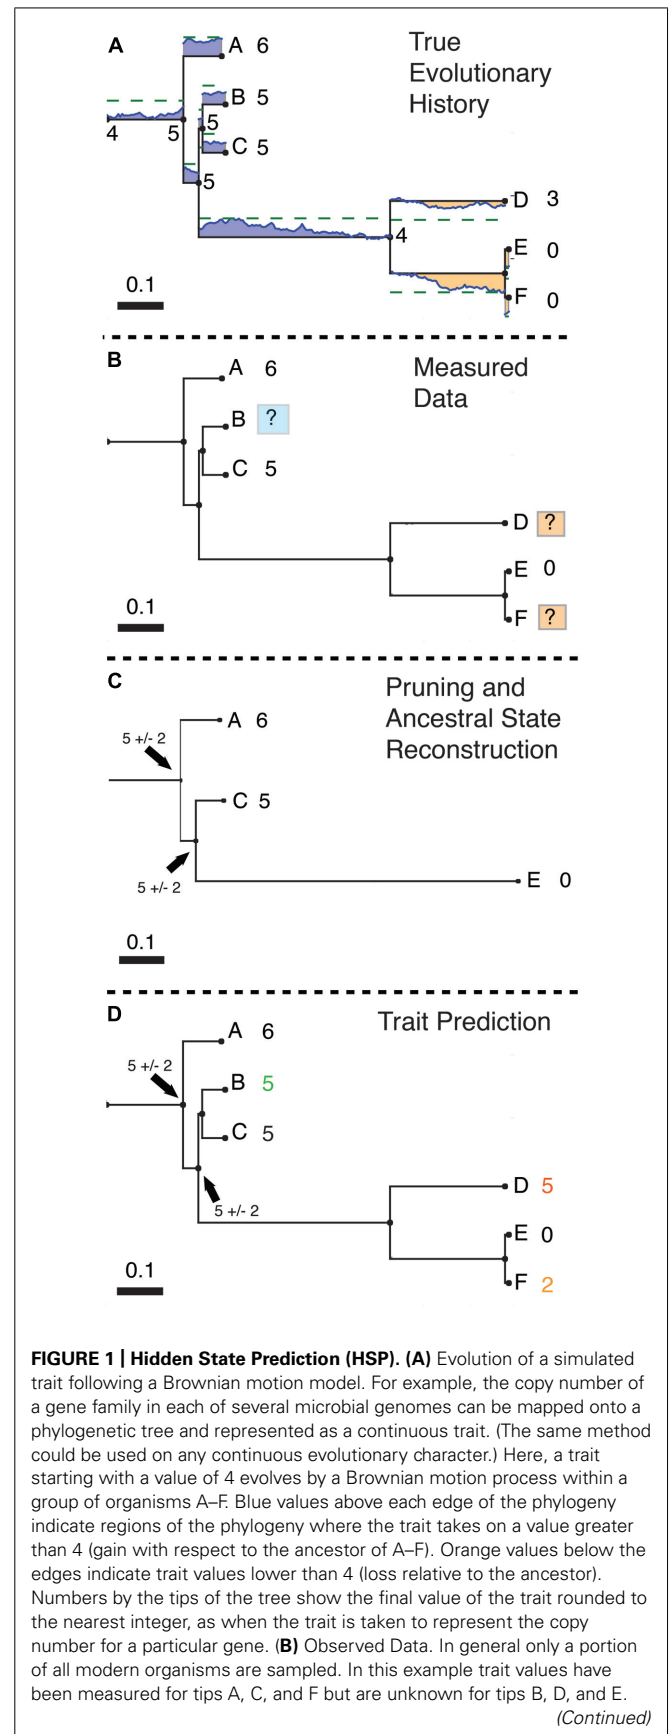 A
True
Evolutionary
History
A 6
B 5
5
C 5
4
5
5
D 3
4
E 0
F 0
0.1
B
Measured
Data
A 6
B ?
C 5
D ?
E 0
F ?
0.1
C
Pruning and
Ancestral State
Reconstruction
A 6
5 +/- 2
C 5
5 +/- 2
E 0
0.1
D
Trait Prediction
A 6
5 +/- 2
B 5
C 5
D 5
5 +/- 2
E 0
F 2
0.1
FIGURE 1 | Hidden State Prediction (HSP). (A) Evolution of a simulated
trait following a Brownian motion model. For example, the copy number of
a gene family in each of several microbial genomes can be mapped onto a
phylogenetic tree and represented as a continuous trait. (The same method
could be used on any continuous evolutionary character.) Here, a trait
starting with a value of 4 evolves by a Brownian motion process within a
group of organisms A–F. Blue values above each edge of the phylogeny
indicate regions of the phylogeny where the trait takes on a value greater
than 4 (gain with respect to the ancestor of A–F). Orange values below the
edges indicate trait values lower than 4 (loss relative to the ancestor).
Numbers by the tips of the tree show the final value of the trait rounded to
the nearest integer, as when the trait is taken to represent the copy
number for a particular gene. (B) Observed Data. In general only a portion
of all modern organisms are sampled. In this example trait values have
been measured for tips A, C, and F but are unknown for tips B, D, and E.
(Continued)